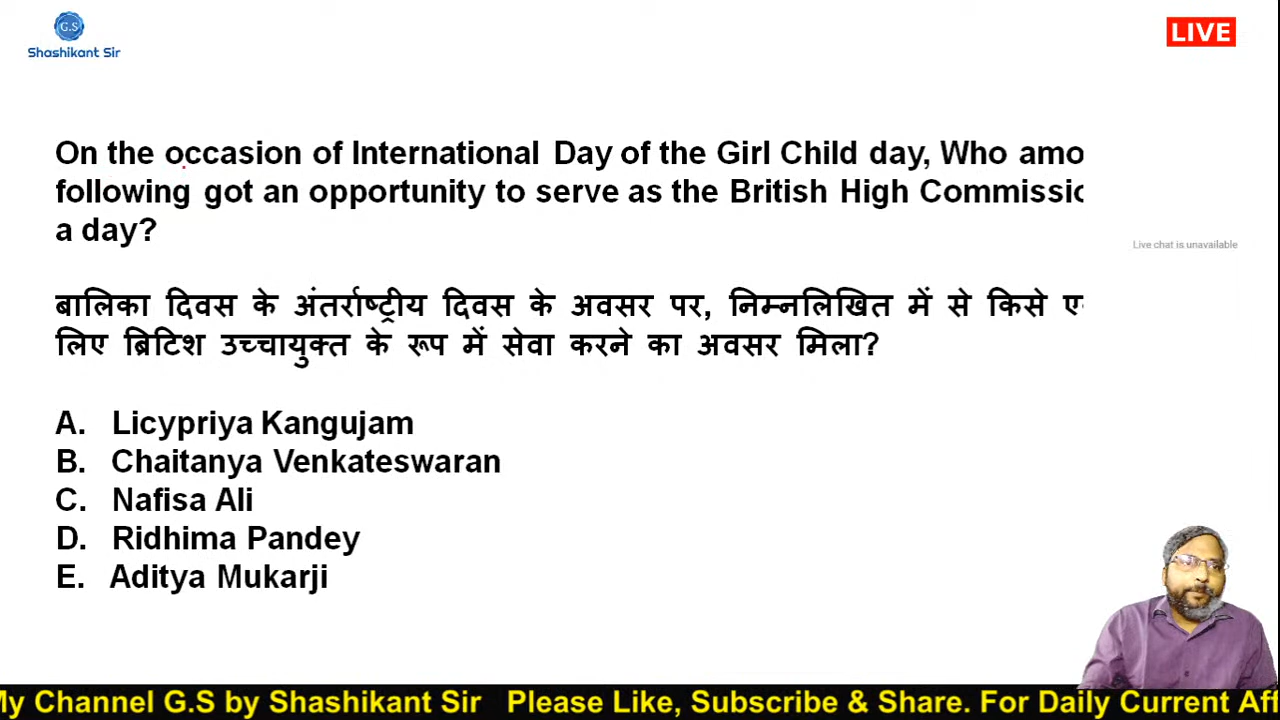 G.S
Shashikant Sir
LIVE
On the occasion of International Day of the Girl Child day, Who amo
following got an opportunity to serve as the British High Commissio
a day?
Live chat is unavailable
बालिका दिवस के अंतर्राष्ट्रीय दिवस के अवसर पर, निम्नलिखित में से किसे ए
लिए ब्रिटिश उच्चायुक्त के रूप में सेवा करने का अवसर मिला?
A. Licypriya Kangujam
B. Chaitanya Venkateswaran
C. Nafisa Ali
D. Ridhima Pandey
E. Aditya Mukarji
My Channel G.S by Shashikant Sir Please Like, Subscribe & Share. For Daily Current Aff